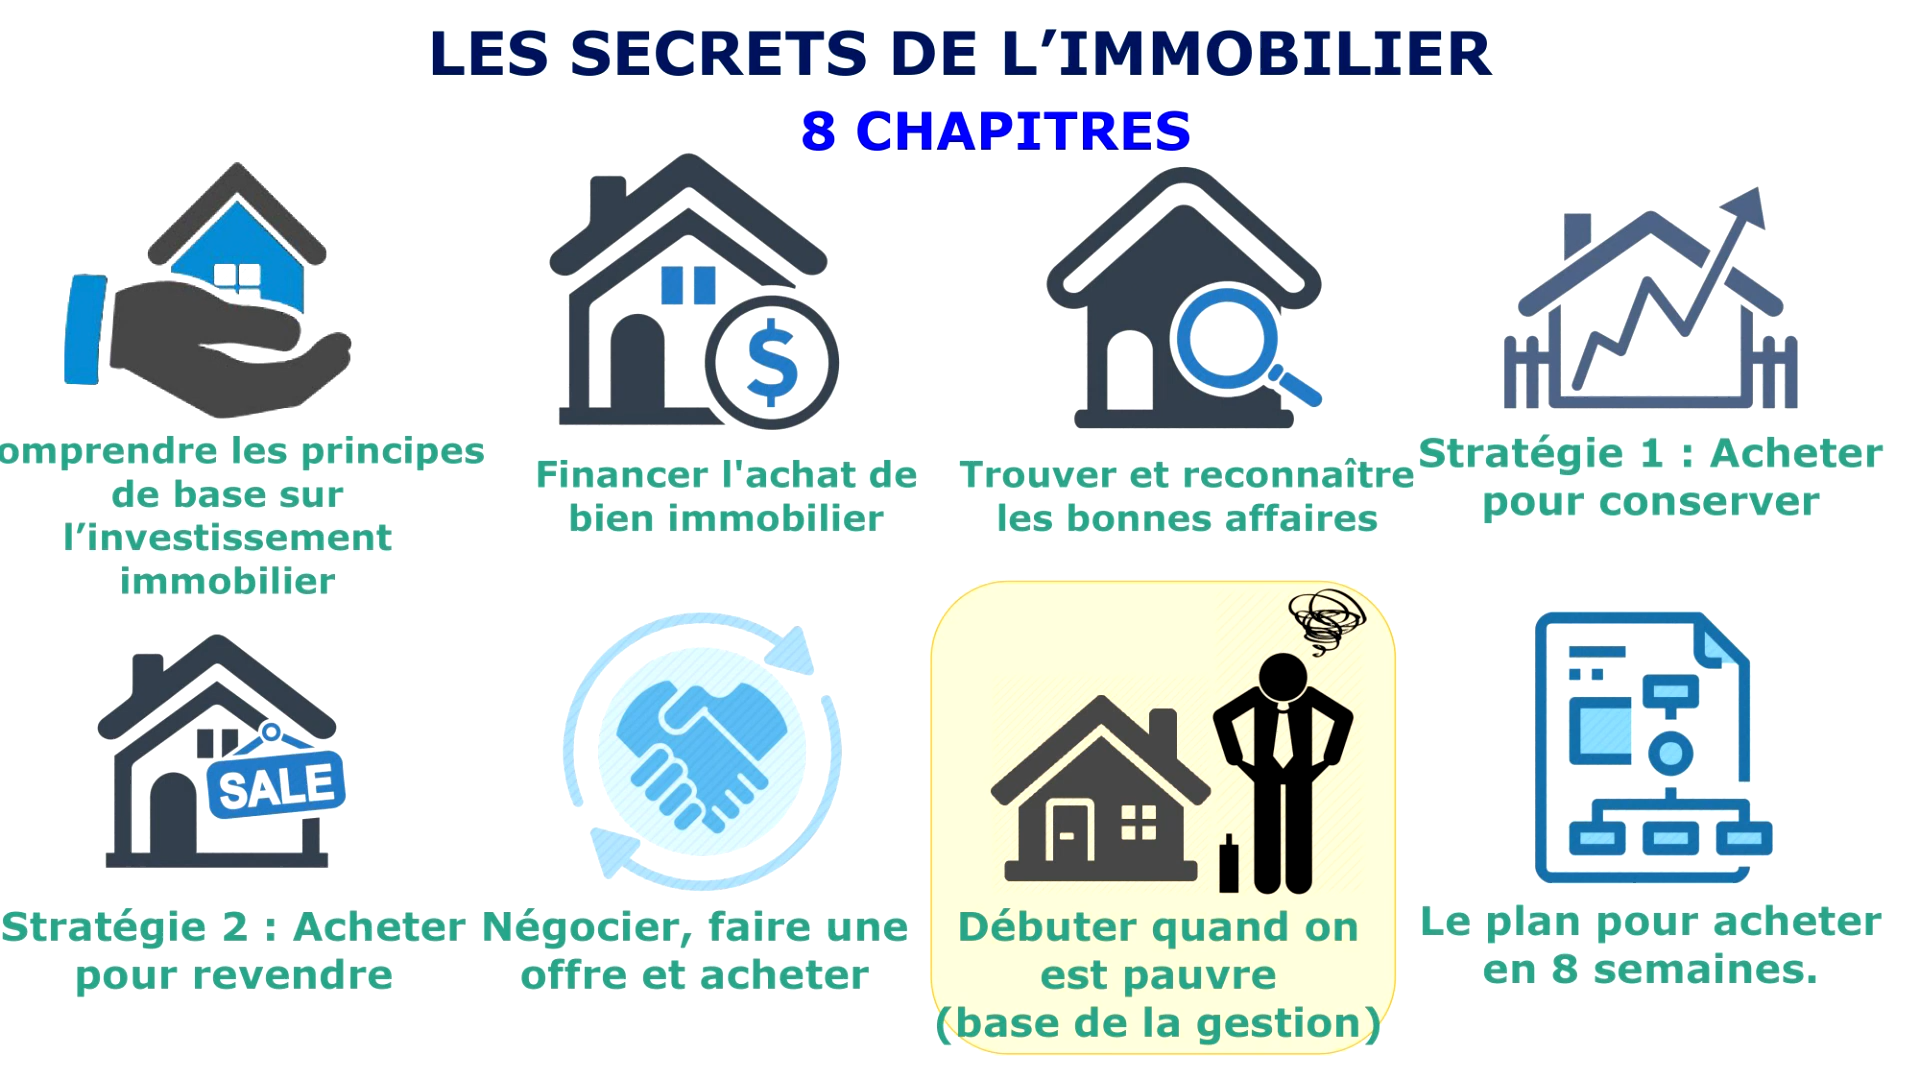 LES SECRETS DE L’IMMOBILIER
8 CHAPITRES
omprendre les principes
de base sur
l’investissement
immobilier
Financer l'achat de
bien immobilier
Trouver et reconnaître
les bonnes affaires
Stratégie 1 : Acheter
pour conserver
SALE
Stratégie 2 : Acheter
pour revendre
Négocier, faire une
offre et acheter
Débuter quand on
est pauvre
(base de la gestion)
Le plan pour acheter
en 8 semaines.